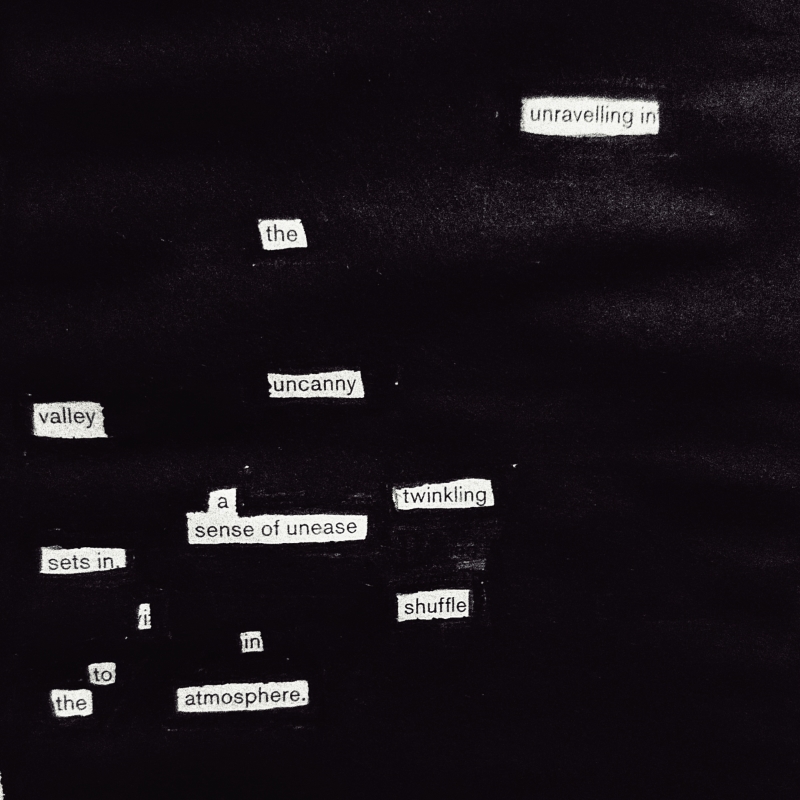 unravelling in
the
uncanny
valley
twinkling
a
sense of unease
sets in.
shuffle
in
to
the atmosphere.